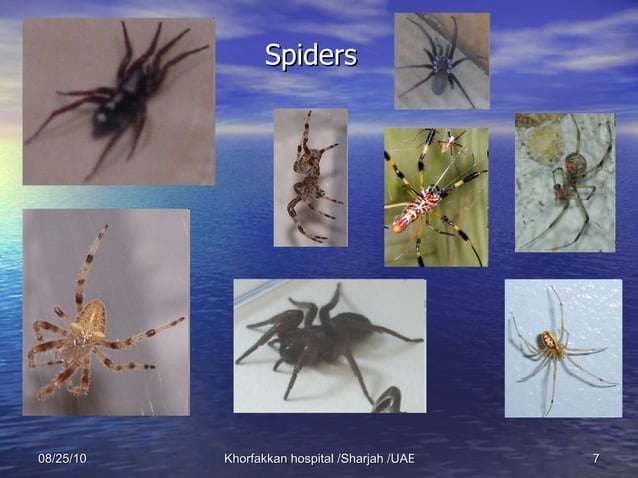 Spiders
08/25/10
Khorfakkan hospital /Sharjah /UAE
7